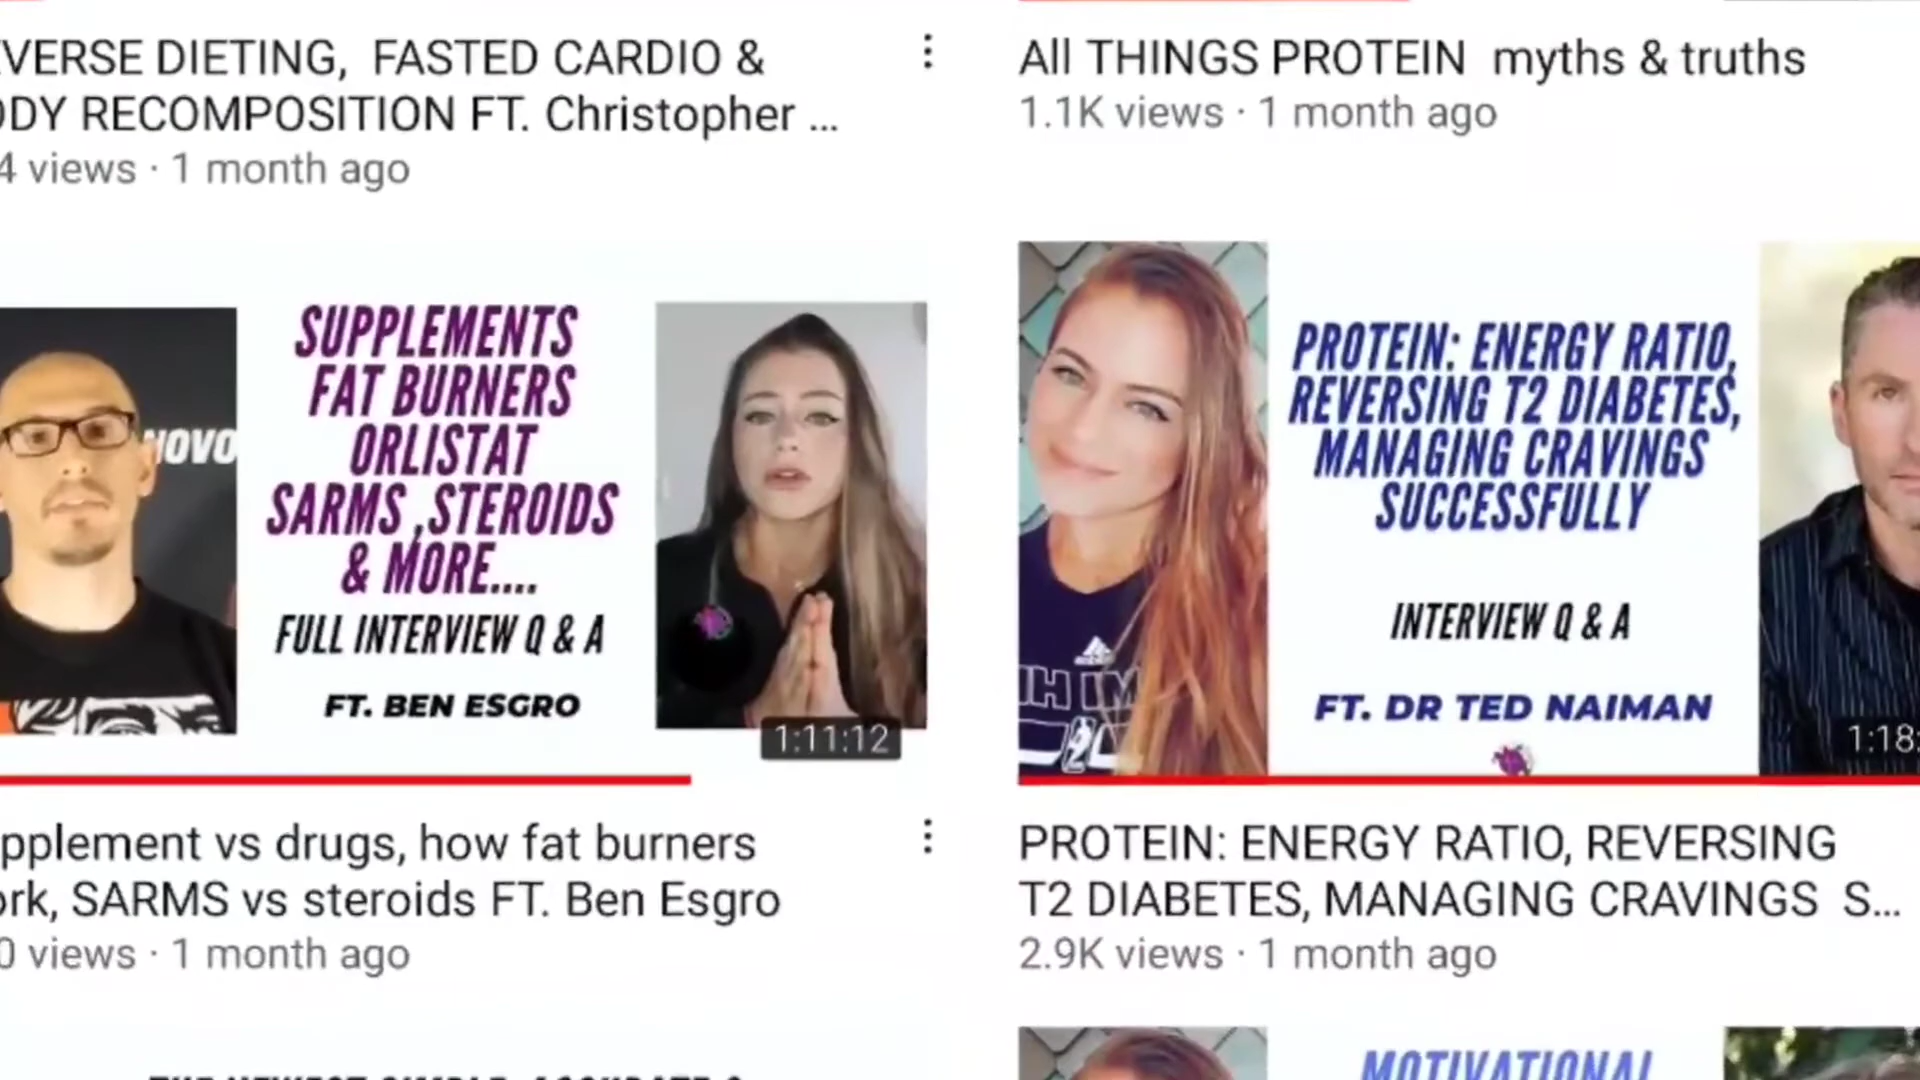 VERSE DIETING, FASTED CARDIO &
ODY RECOMPOSITION FT. Christopher ...
4 views · 1 month ago
All THINGS PROTEIN myths & truths
1.1K views · 1 month ago
NOVO
SUPPLEMENTS
FAT BURNERS
ORLISTAT
SARMS ,STEROIDS
& MORE....
FULL INTERVIEW Q & A
FT. BEN ESGRO
1:11:12
PROTEIN: ENERGY RATIO,
REVERSING T2 DIABETES,
MANAGING CRAVINGS
SUCCESSFULLY
INTERVIEW Q & A
FT. DR TED NAIMAN
1:18:
pplement vs drugs, how fat burners
ork, SARMS vs steroids FT. Ben Esgro
0 views · 1 month ago
PROTEIN: ENERGY RATIO, REVERSING
T2 DIABETES, MANAGING CRAVINGS S...
2.9K views · 1 month ago
MOTIVATIONAL